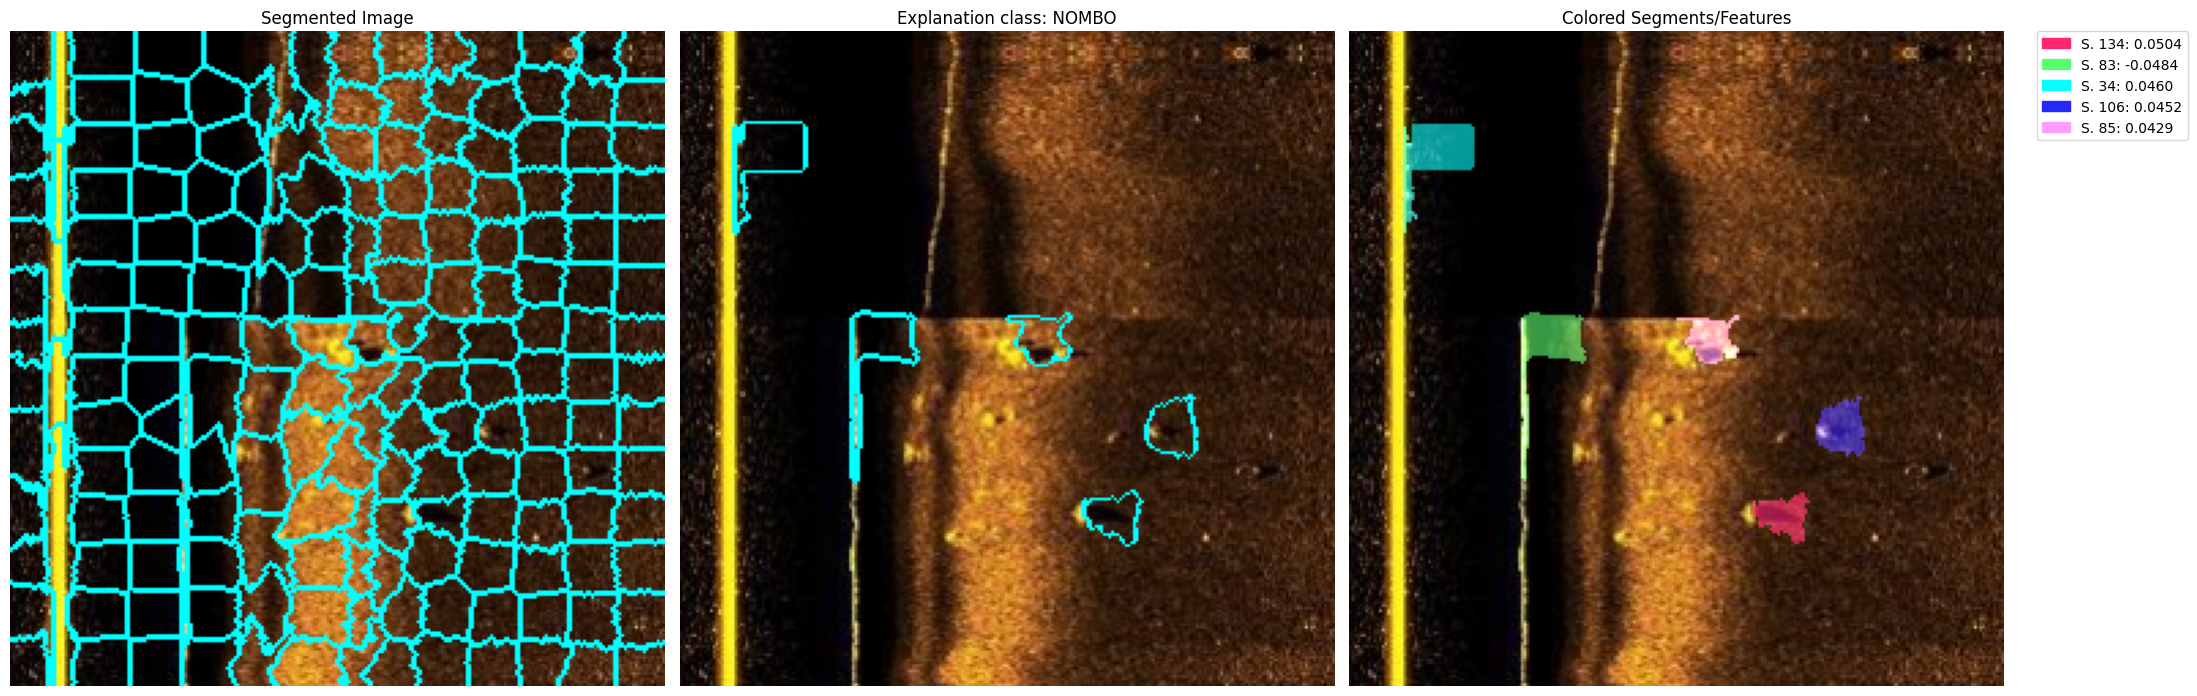 Segmented Image
Explanation class: NOMBO
Colored Segments/Features
S. 134: 0.0504
S. 83: -0.0484
S. 34: 0.0460
S. 106: 0.0452
S. 85: 0.0429